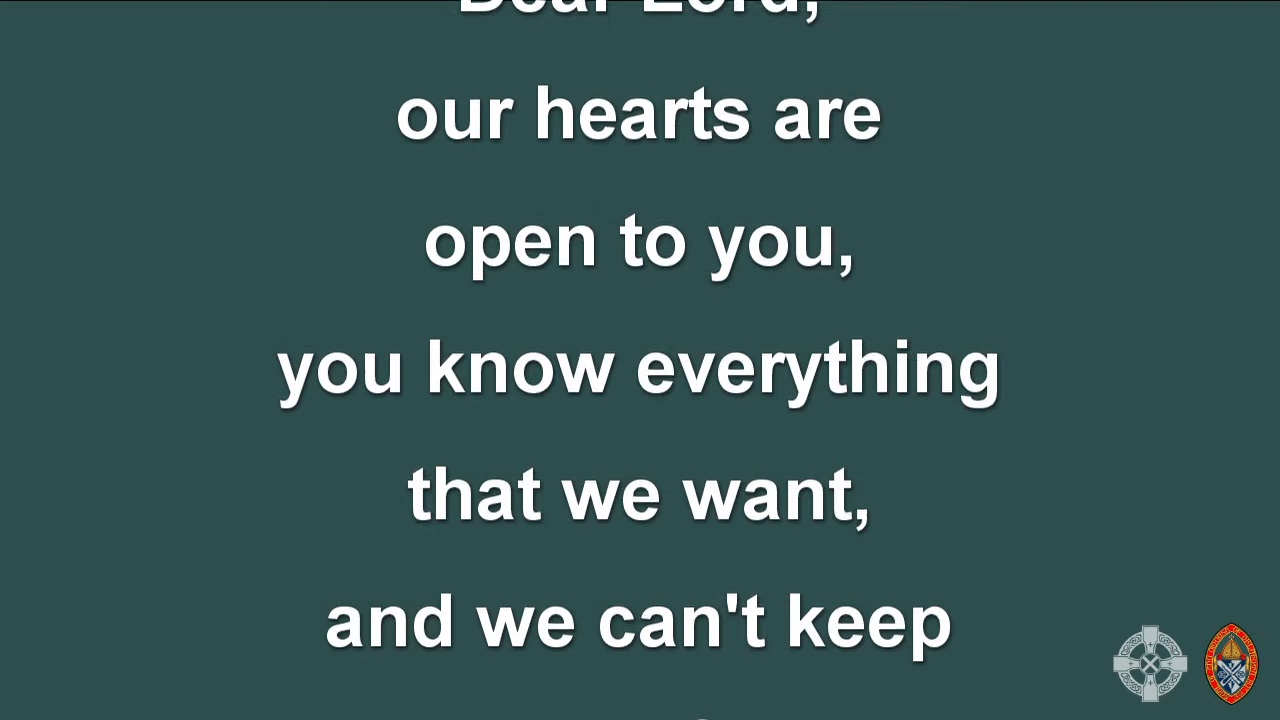 Dear Lord,
our hearts are
open to you,
you know everything
that we want,
and we can't keep